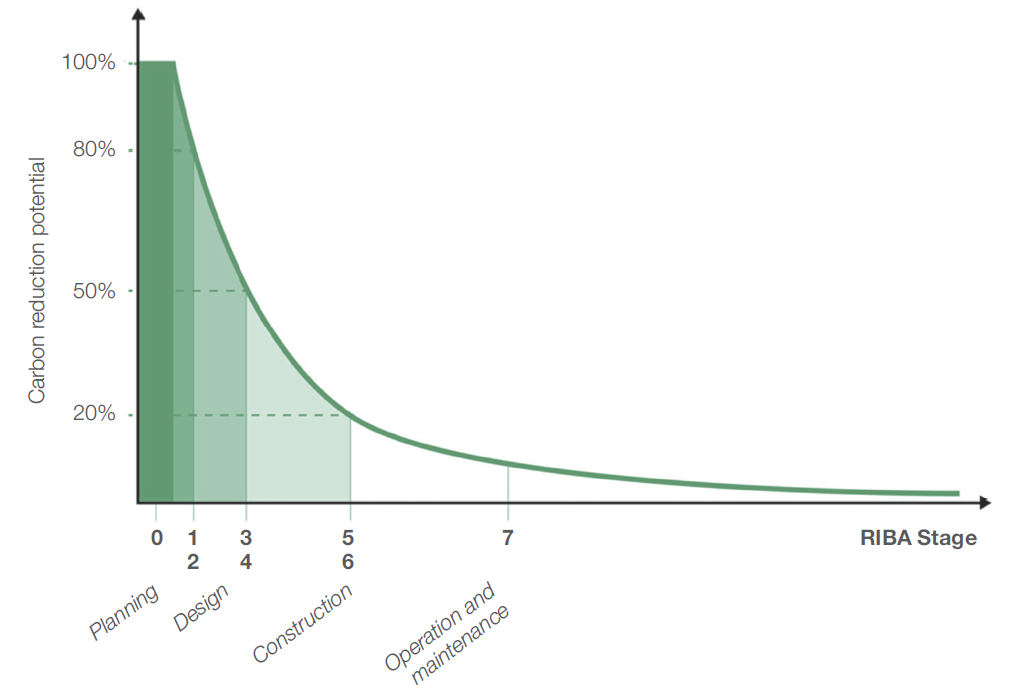 100%
80%
50%
20%
Carbon reduction potential
0
1
2
3
4
5
6
7
RIBA Stage
Planning
Design
Construction
Operation and
maintenance